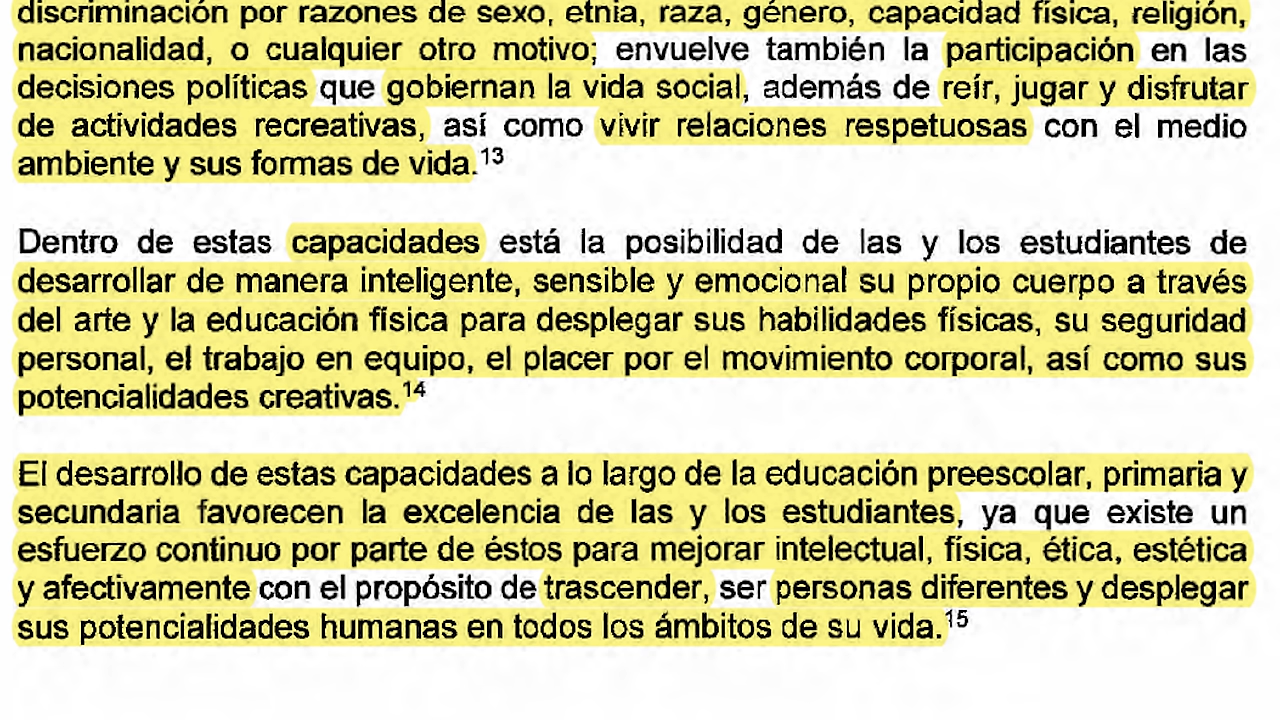 discriminación por razones de sexo, etnia, raza, género, capacidad física, religión,
nacionalidad, o cualquier otro motivo; envuelve también la participación en las
decisiones políticas que gobiernan la vida social, además de reír, jugar y disfrutar
de actividades recreativas, así como vivir relaciones respetuosas con el medio
ambiente y sus formas de vida.13
Dentro de estas capacidades está la posibilidad de las y los estudiantes de
desarrollar de manera inteligente, sensible y emocional su propio cuerpo a través
del arte y la educación física para desplegar sus habilidades físicas, su seguridad
personal, el trabajo en equipo, el placer por el movimiento corporal, así como sus
potencialidades creativas.14
El desarrollo de estas capacidades a lo largo de la educación preescolar, primaria y
secundaria favorecen la excelencia de las y los estudiantes, ya que existe un
esfuerzo continuo por parte de éstos para mejorar intelectual, física, ética, estética
y afectivamente con el propósito de trascender, ser personas diferentes y desplegar
sus potencialidades humanas en todos los ámbitos de su vida.15